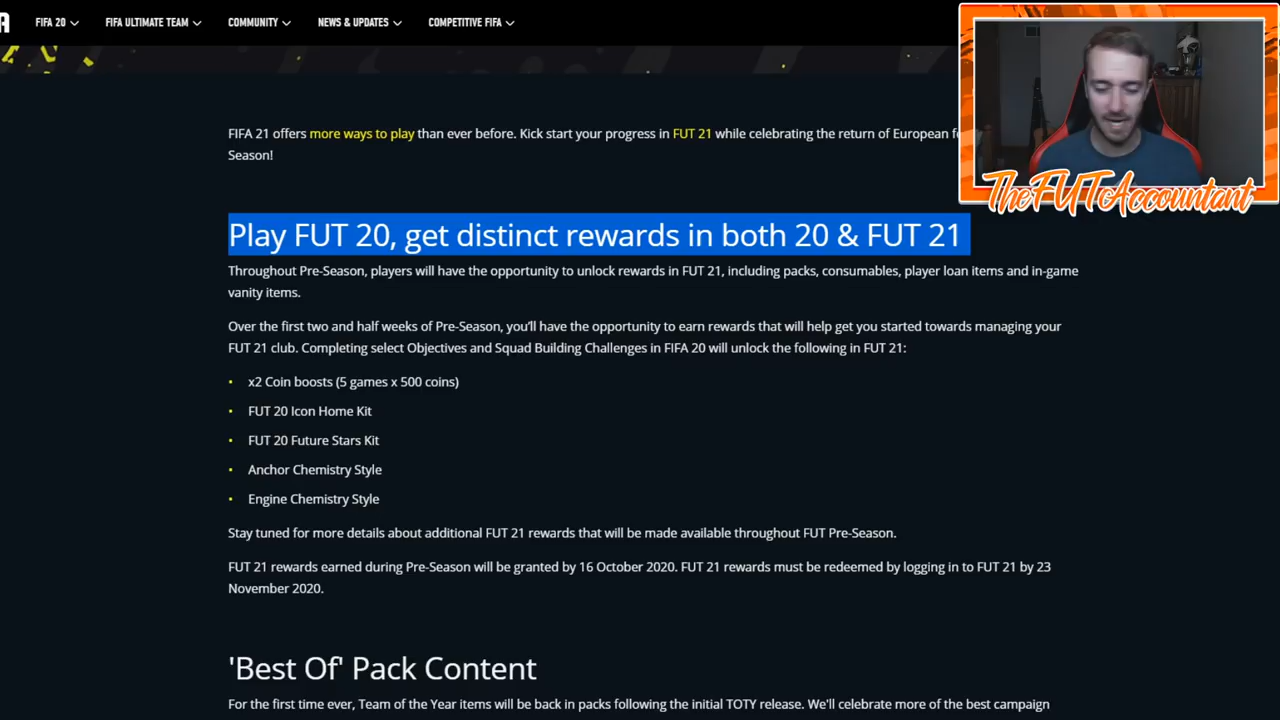 FIFA 20
FIFA ULTIMATE TEAM
COMMUNITY
NEWS & UPDATES
COMPETITIVE FIFA
FIFA 21 offers more ways to play than ever before. Kick start your progress in FUT 21 while celebrating the return of European
Season!
TheFUTAccountant
Play FUT 20, get distinct rewards in both 20 & FUT 21
Throughout Pre-Season, players will have the opportunity to unlock rewards in FUT 21, including packs, consumables, player loan items and in-game
vanity items.
Over the first two and half weeks of Pre-Season, you'll have the opportunity to earn rewards that will help get you started towards managing your
FUT 21 club. Completing select Objectives and Squad Building Challenges in FIFA 20 will unlock the following in FUT 21:
• x2 Coin boosts (5 games x 500 coins)
• FUT 20 Icon Home Kit
• FUT 20 Future Stars Kit
• Anchor Chemistry Style
• Engine Chemistry Style
Stay tuned for more details about additional FUT 21 rewards that will be made available throughout FUT Pre-Season.
FUT 21 rewards earned during Pre-Season will be granted by 16 October 2020. FUT 21 rewards must be redeemed by logging in to FUT 21 by 23
November 2020.
'Best Of' Pack Content
For the first time ever, Team of the Year items will be back in packs following the initial TOTY release. We'll celebrate more of the best campaign